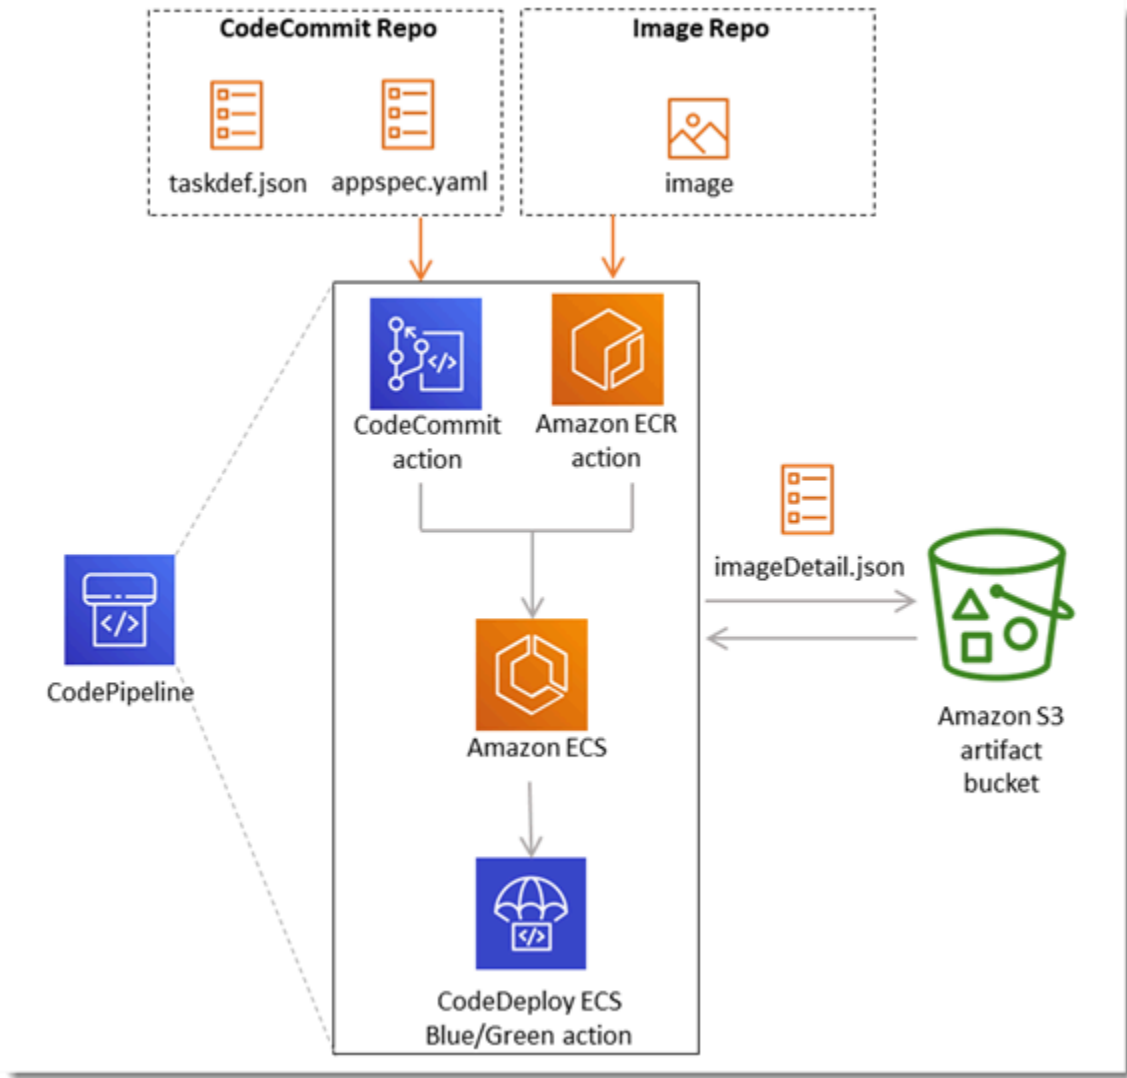 CodeCommit Repo
Image Repo
taskdef.json
appspec.yaml
image
CodeCommit
action
Amazon ECR
action
imageDetail.json
CodePipeline
Amazon ECS
Amazon S3
artifact
bucket
CodeDeploy ECS
Blue/Green action